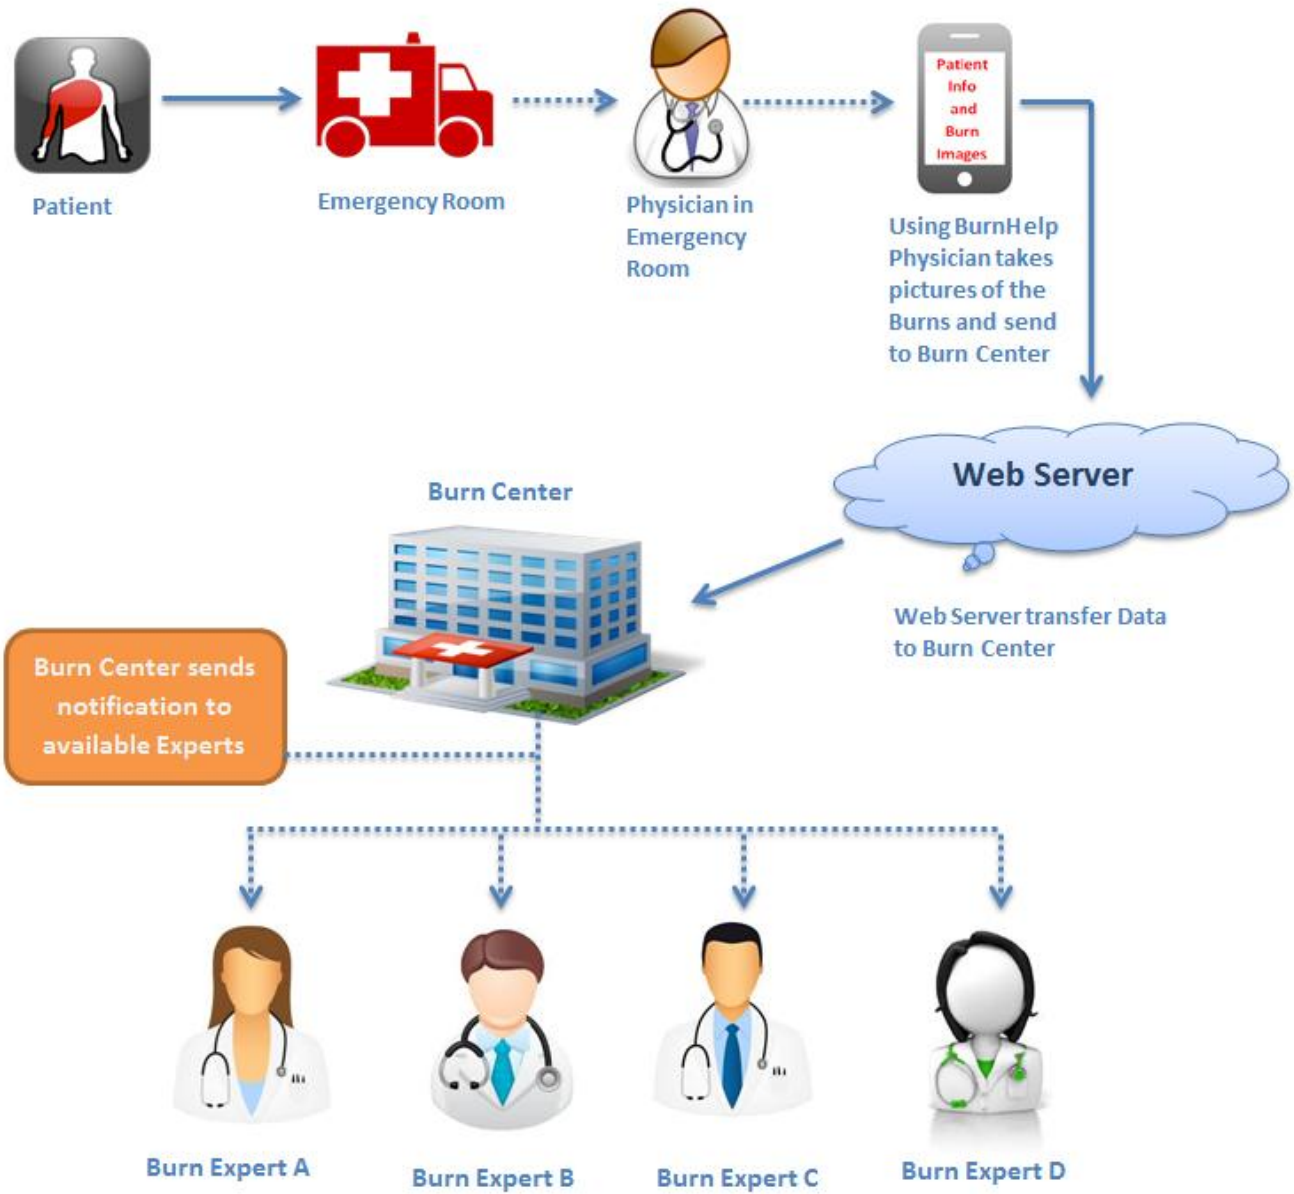 Patient
Info
and
Burn
Images
Patient
Emergency Room
Physician in
Emergency
Room
Using BurnHelp
Physician takes
pictures of the
Burns and send
to Burn Center
Web Server
Burn Center
Web Server transfer Data
to Burn Center
Burn Center sends
notification to
available Experts
Burn Expert A
Burn Expert B
Burn Expert C
Burn Expert D